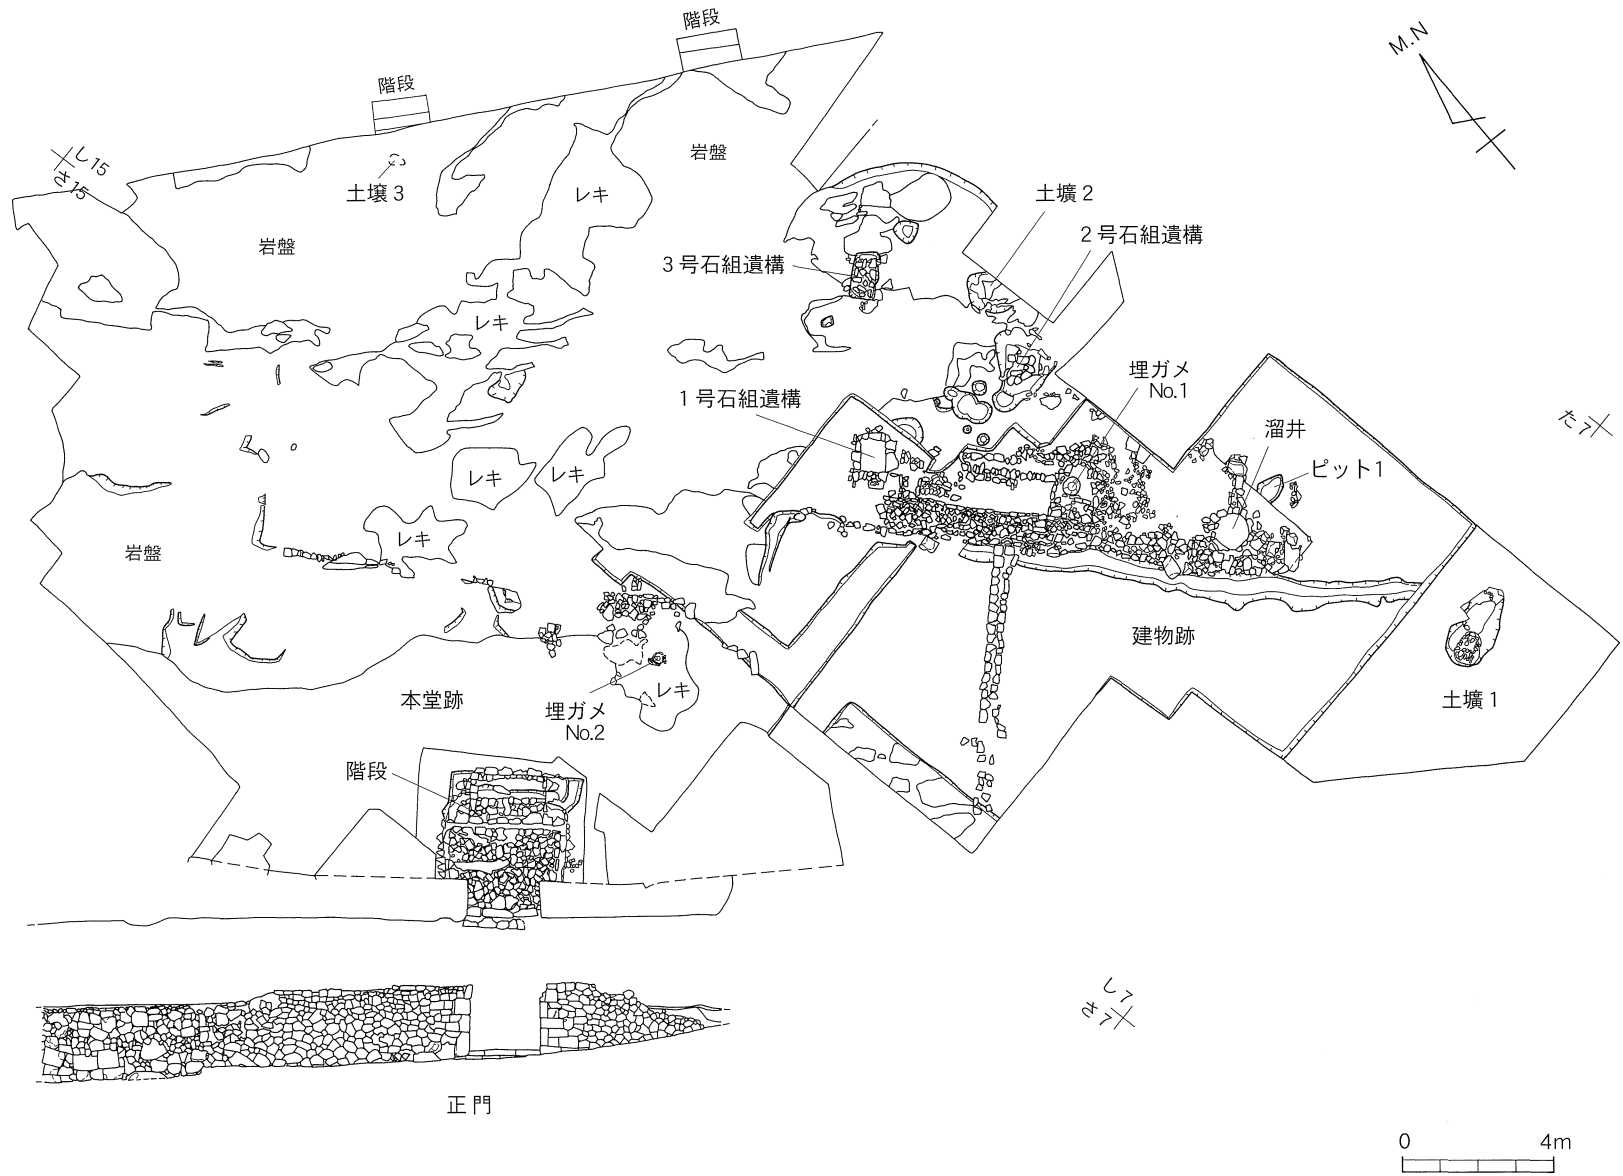 階段
M.N
階段
岩盤
し15
さ15
土壌3
レキ
土壙2
岩盤
2号石組遺構
3号石組遺構
レキ
埋ガメ
No.1
1号石組遺構
た7
溜井
ピット1
レキ
レキ
レキ
岩盤
建物跡
レキ
本堂跡
土壙1
埋ガメ
No.2
階段
し7
さ7
正門
0 4m